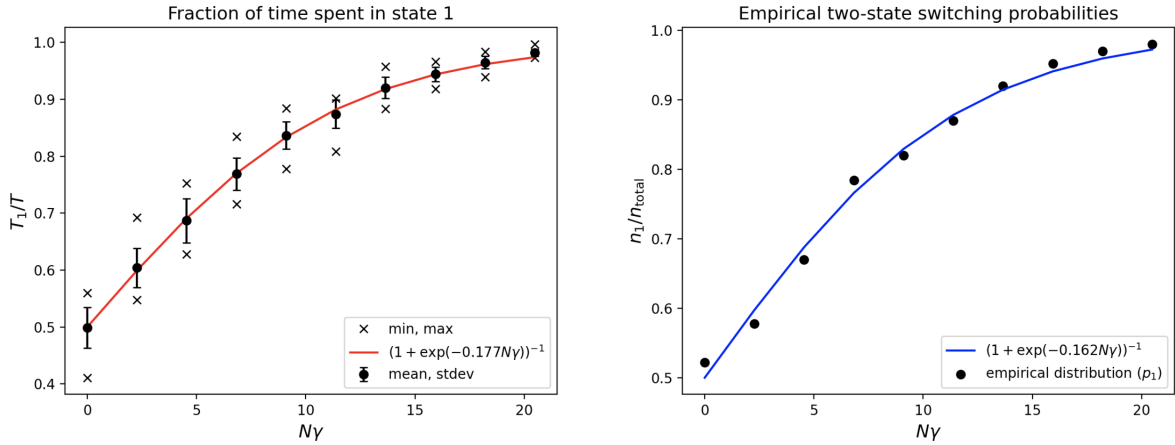 Fraction of time spent in state 1
1.0
0.9
0.8
0.7
0.6
0.5
0.4
T₁/T
0
5
10
15
20
Nγ
min, max
(1 + exp(−0.177Nγ))⁻¹
mean, stdev
Empirical two-state switching probabilities
1.0
0.9
0.8
0.7
0.6
0.5
n₁/n_total
0
5
10
15
20
Nγ
(1 + exp(−0.162Nγ))⁻¹
empirical distribution (p₁)